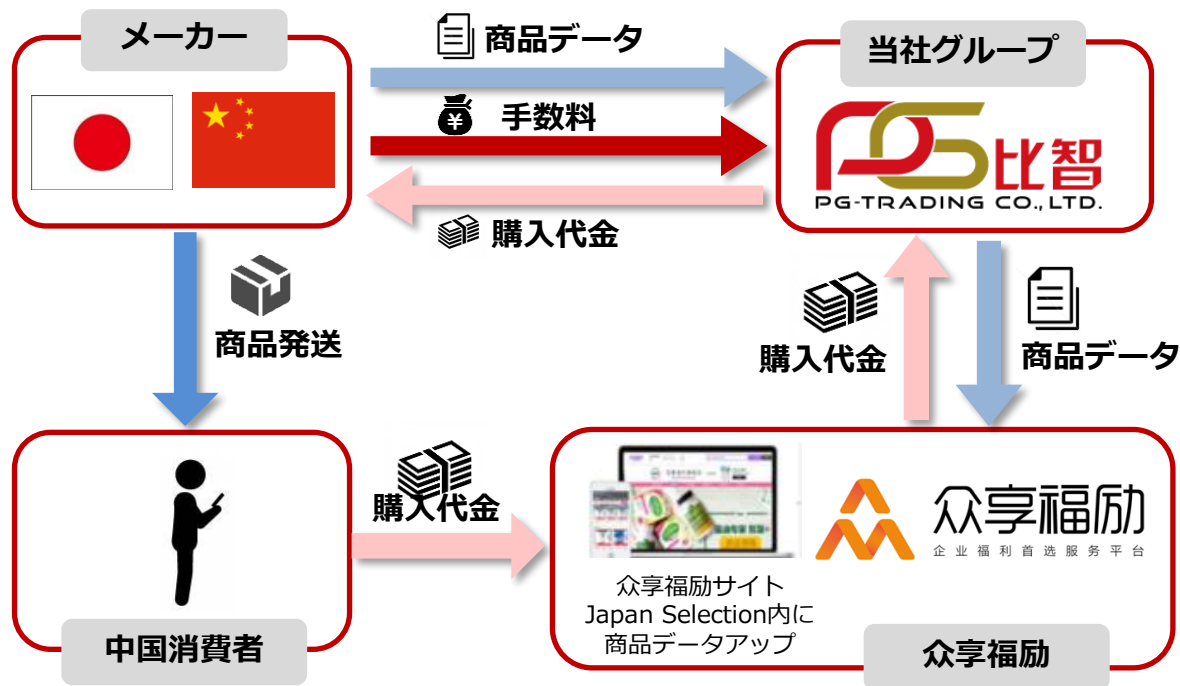 メーカー
商品データ
手数料
購入代金
当社グループ
比智
PG-TRADING CO., LTD.
商品発送
購入代金
商品データ
購入代金
中国消費者
众享福励サイト
Japan Selection内に
商品データアップ
众享福励
企业福利首选服务平台
众享福励